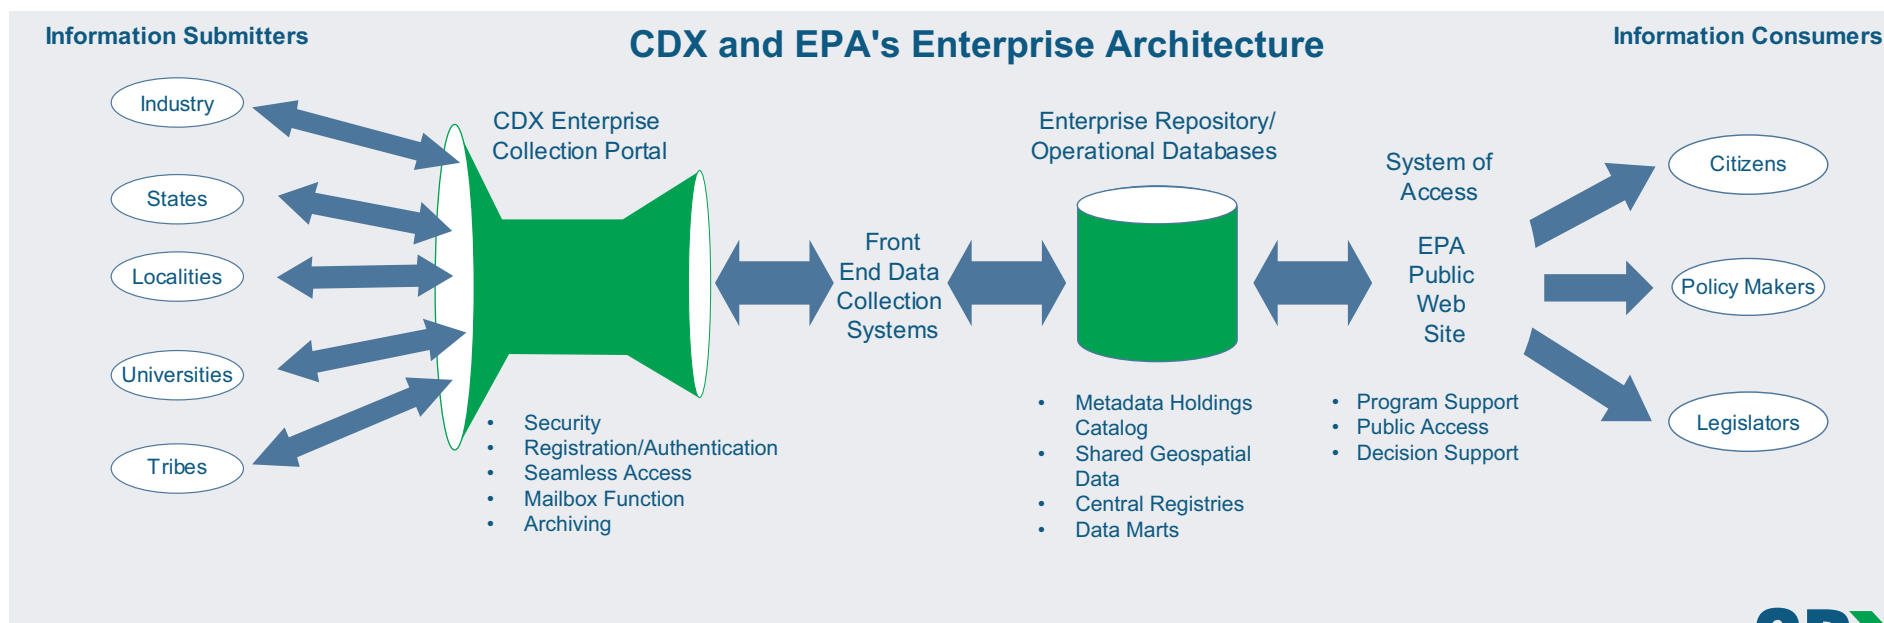 Information Submitters
CDX and EPA's Enterprise Architecture
Information Consumers
Industry
States
Localities
Universities
Tribes
CDX Enterprise
Collection Portal
• Security
• Registration/Authentication
• Seamless Access
• Mailbox Function
• Archiving
Front
End Data
Collection
Systems
Enterprise Repository/
Operational Databases
• Metadata Holdings
Catalog
• Shared Geospatial
Data
• Central Registries
• Data Marts
System of
Access
EPA
Public
Web
Site
• Program Support
• Public Access
• Decision Support
Citizens
Policy Makers
Legislators